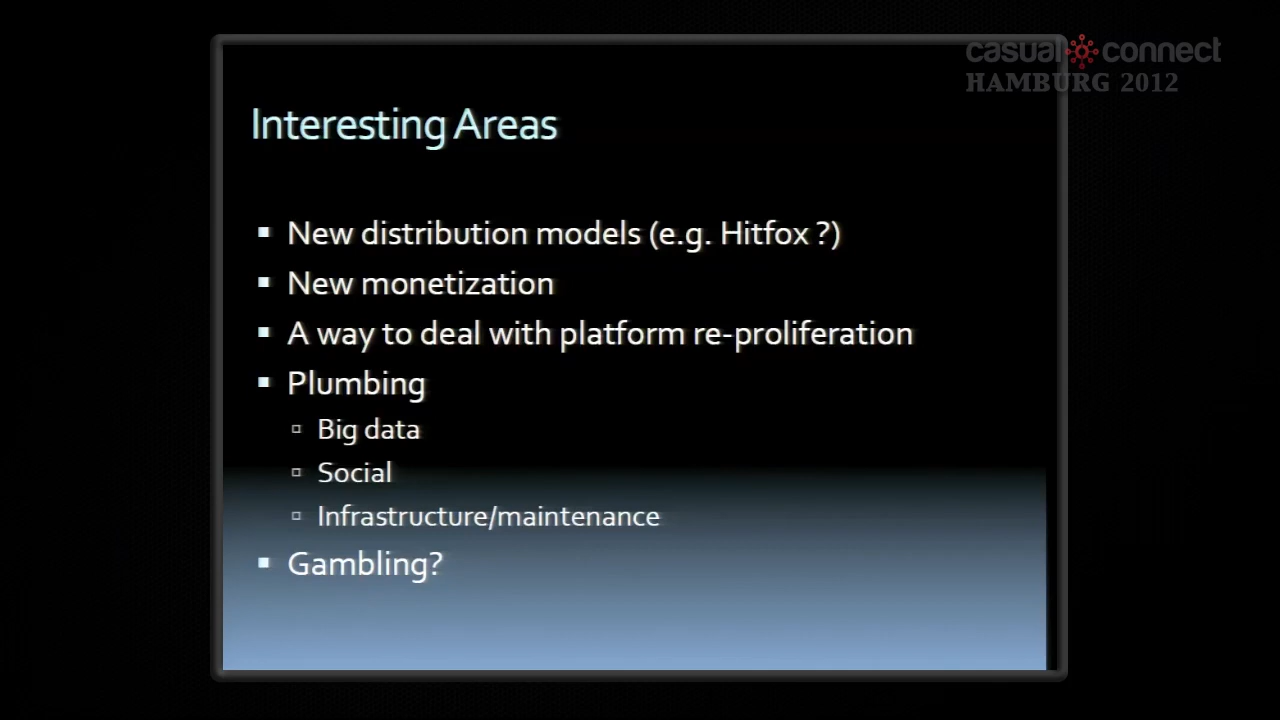 casual connect
HAMBURG 2012
Interesting Areas
New distribution models (e.g. Hitfox ?)
New monetization
A way to deal with platform re-proliferation
Plumbing
Big data
Social
Infrastructure/maintenance
Gambling?